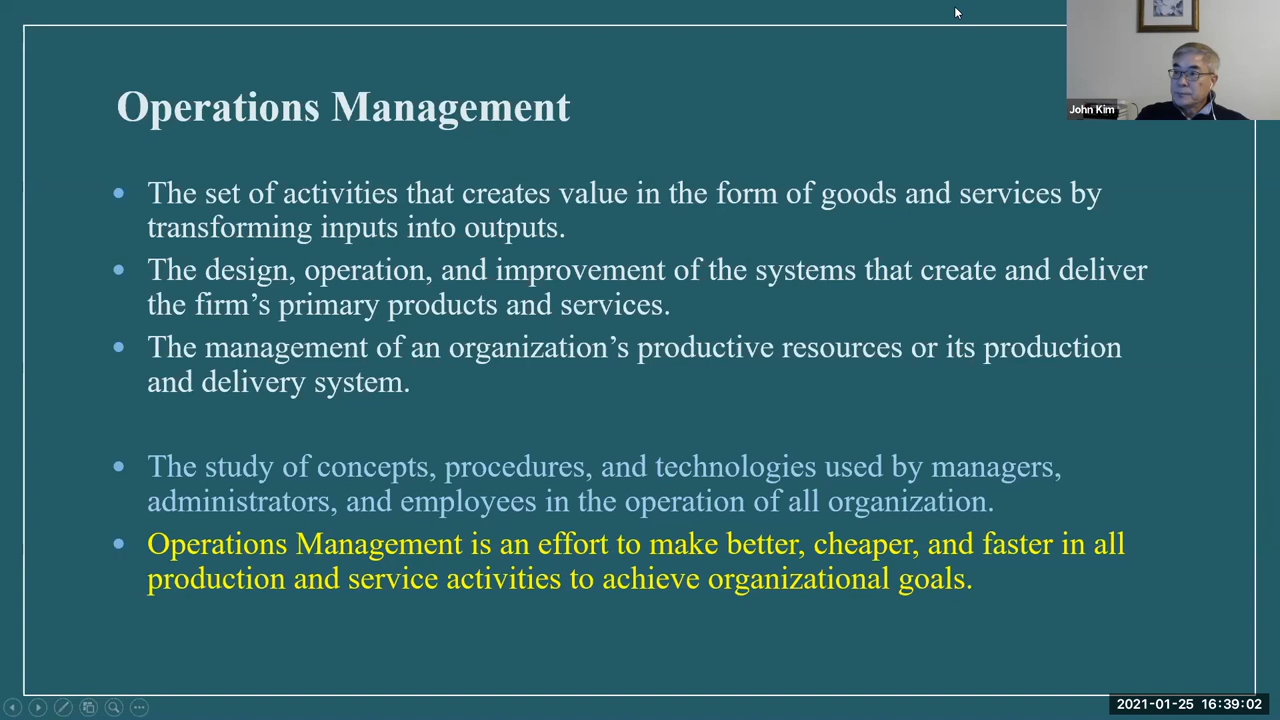 Operations Management
John Kim
• The set of activities that creates value in the form of goods and services by
transforming inputs into outputs.
• The design, operation, and improvement of the systems that create and deliver
the firm’s primary products and services.
• The management of an organization’s productive resources or its production
and delivery system.
• The study of concepts, procedures, and technologies used by managers,
administrators, and employees in the operation of all organization.
• Operations Management is an effort to make better, cheaper, and faster in all
production and service activities to achieve organizational goals.
2021-01-25 16:39:02